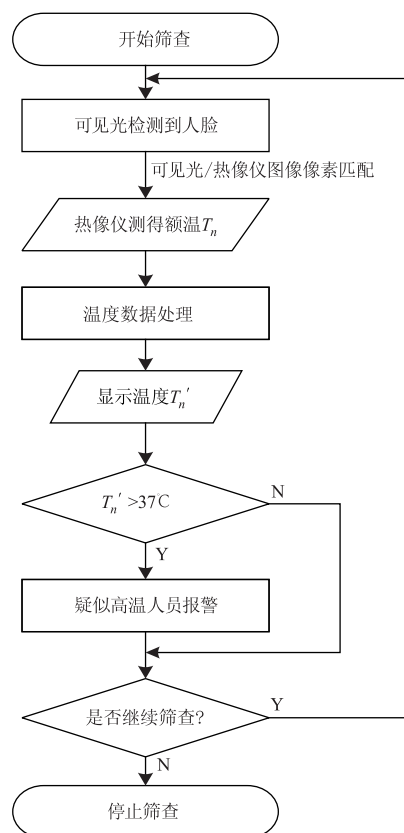 开始筛查
可见光检测到人脸
可见光/热像仪图像像素匹配
热像仪测得额温Tn
温度数据处理
显示温度Tn′
Tn′>37℃
N
Y
疑似高温人员报警
是否继续筛查?
Y
N
停止筛查